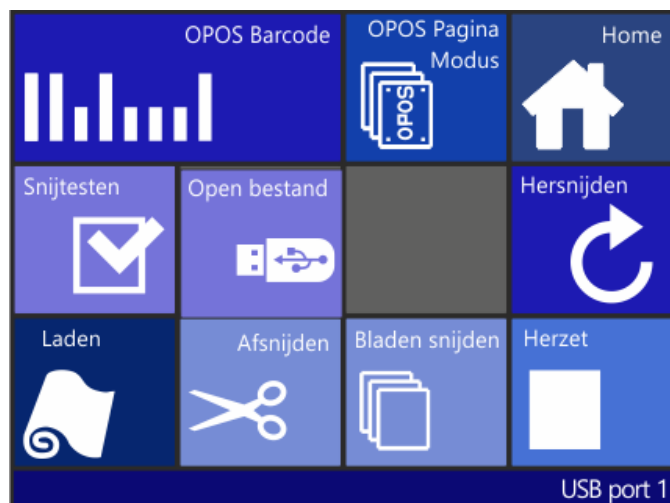 OPOS Barcode
OPOS Pagina
Modus
Home
OPOS
Snijtesten
Open bestand
Hersnijden
Laden
Afsnijden
Bladen snijden
Herzet
USB port 1